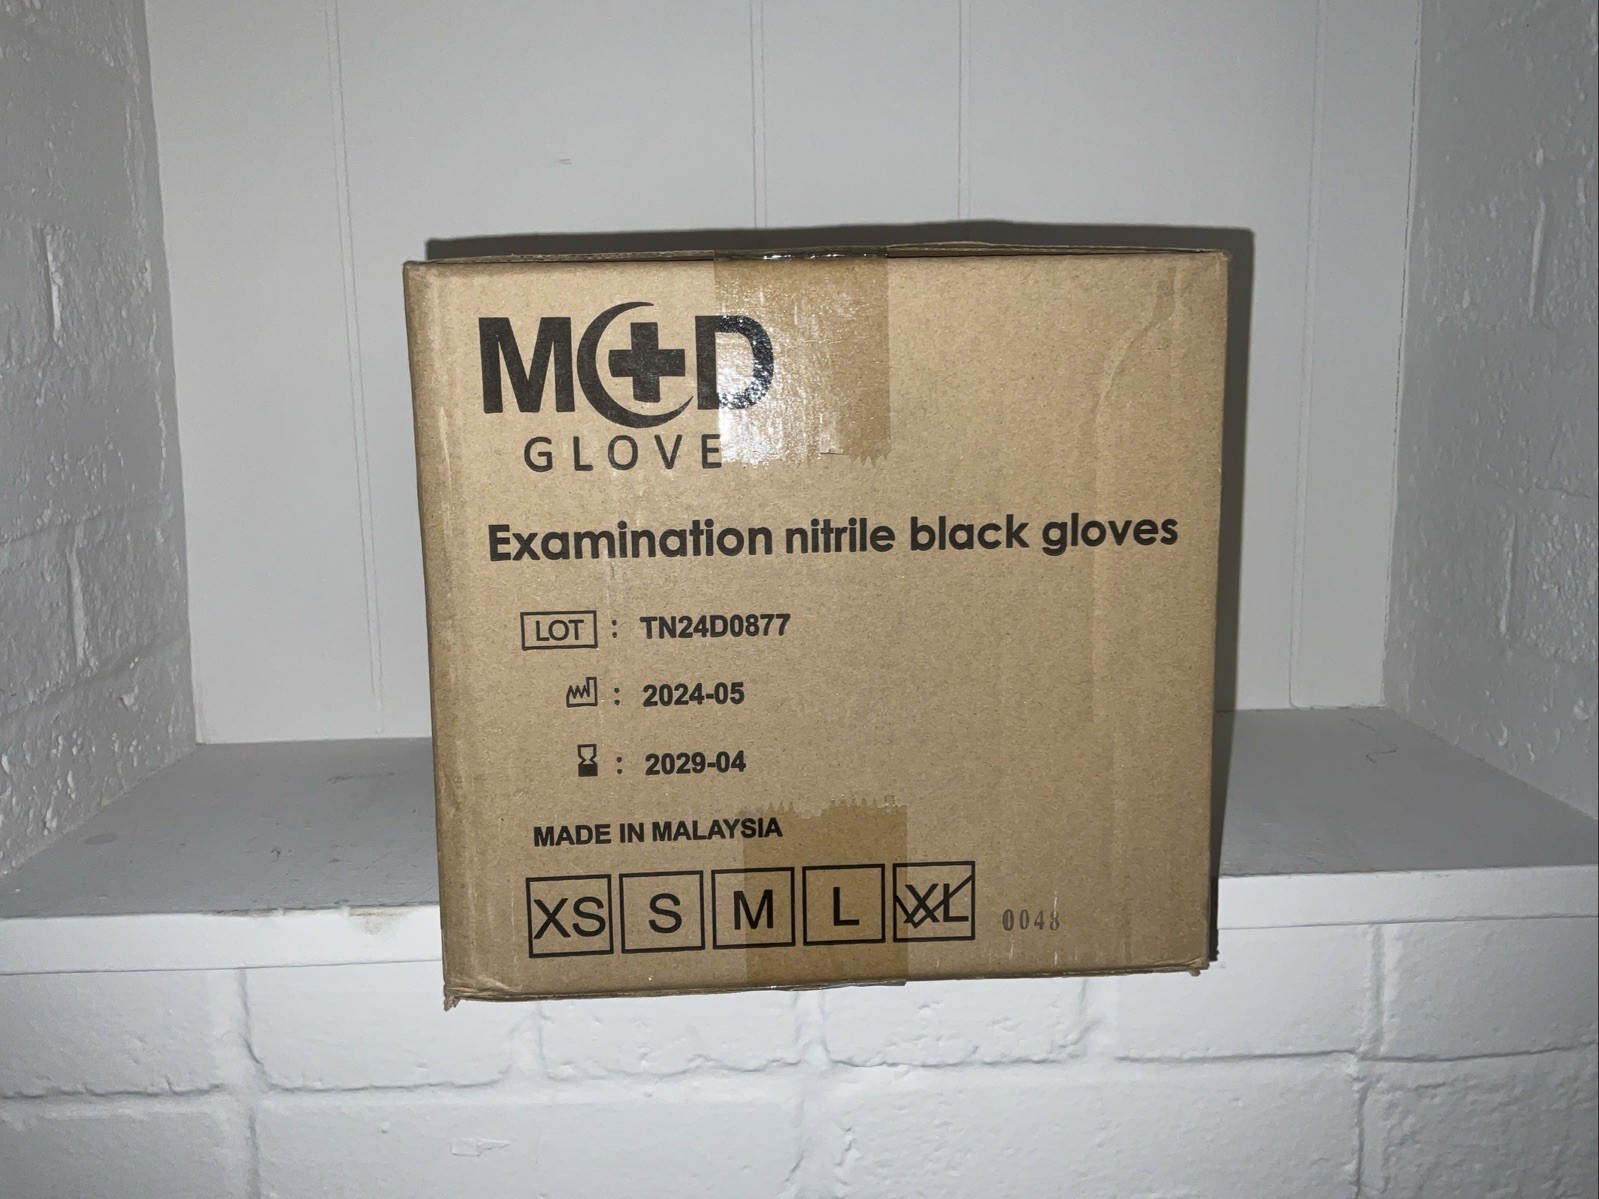 M D
GLOVE
Examination nitrile black gloves
LOT : TN24D0877
: 2024-05
: 2029-04
MADE IN MALAYSIA
XS S M L XL 0048